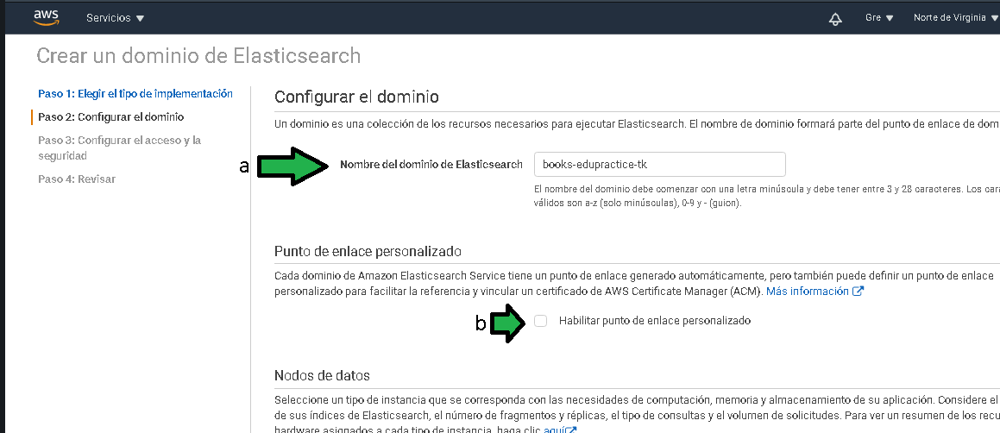 aws Servicios Gre Norte de Virginia
Crear un dominio de Elasticsearch
Paso 1: Elegir el tipo de implementación
Paso 2: Configurar el dominio
Paso 3: Configurar el acceso y la
seguridad
Paso 4: Revisar
Configurar el dominio
Un dominio es una colección de los recursos necesarios para ejecutar Elasticsearch. El nombre de dominio formará parte del punto de enlace de dom
a Nombre del dominio de Elasticsearch books-edupractice-tk
El nombre del dominio debe comenzar con una letra minúscula y debe tener entre 3 y 28 caracteres. Los cara
válidos son a-z (solo minúsculas), 0-9 y - (guion).
Punto de enlace personalizado
Cada dominio de Amazon Elasticsearch Service tiene un punto de enlace generado automáticamente, pero también puede definir un punto de enlace
personalizado para facilitar la referencia y vincular un certificado de AWS Certificate Manager (ACM). Más información
b Habilitar punto de enlace personalizado
Nodos de datos
Seleccione un tipo de instancia que se corresponda con las necesidades de computación, memoria y almacenamiento de su aplicación. Considere el
de sus índices de Elasticsearch, el número de fragmentos y réplicas, el tipo de consultas y el volumen de solicitudes. Para ver un resumen de los recu
hardware asignados a cada tipo de instancia, haga clic aquí